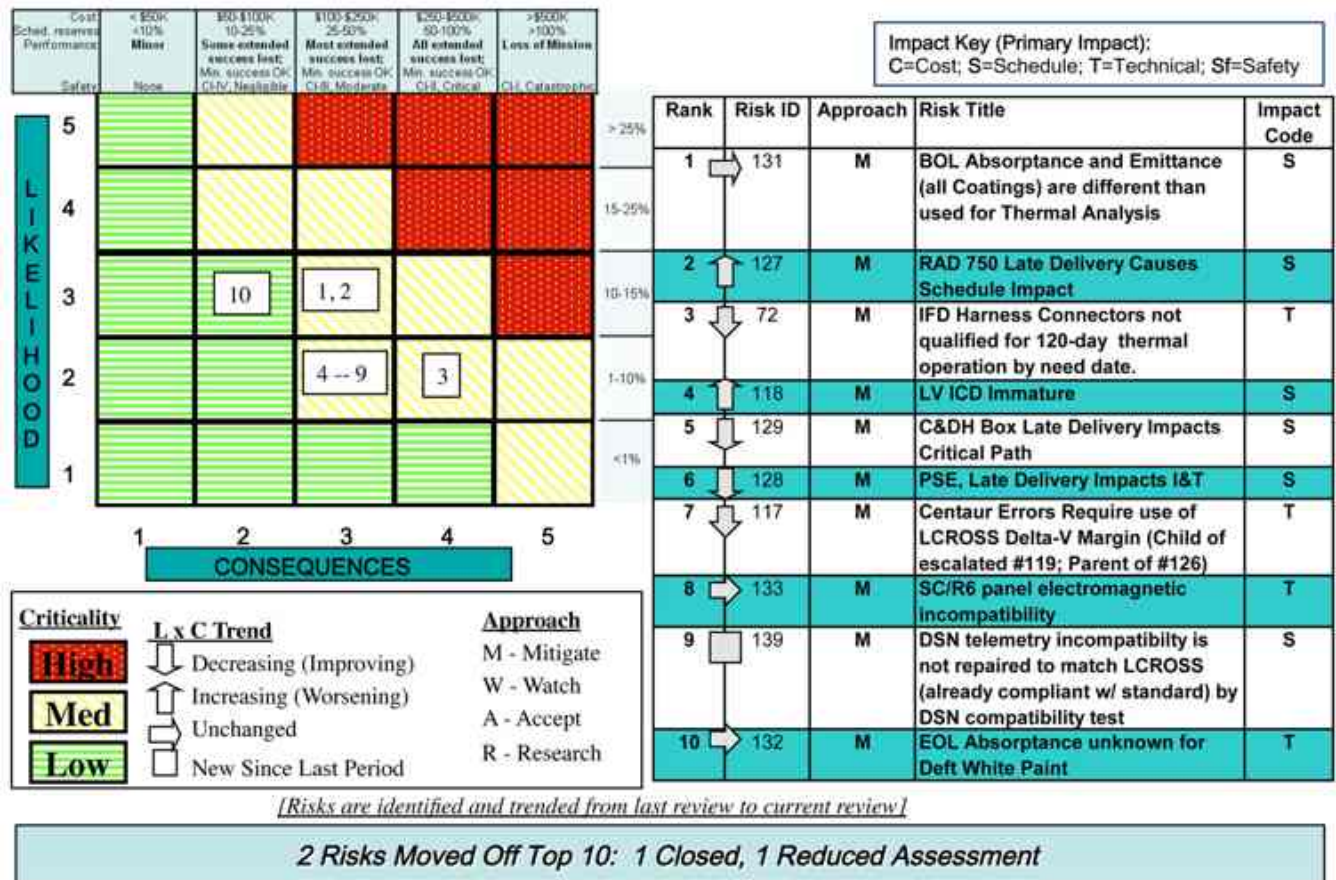 Cost: < $50K $50-$100K $100-$250K $250-$500K >$500K
Sched. reserves <10% 10-25% 25-50% 50-100% >100%
Performance: Minor Some extended Most extended All extended Loss of Mission
success lost; success lost; success lost;
Min. success OK Min. success OK Min. success OK
Safety None Cl-IV, Negligible Cl-III, Moderate Cl-II, Critical Cl-I, Catastrophic
LIKELIHOOD
5 > 25%
4 15-25%
3 10 1, 2 10-15%
2 4 -- 9 3 1-10%
1 <1%
1 2 3 4 5
CONSEQUENCES
Criticality
High
Med
Low
L x C Trend
Decreasing (Improving)
Increasing (Worsening)
Unchanged
New Since Last Period
Approach
M - Mitigate
W - Watch
A - Accept
R - Research
Impact Key (Primary Impact):
C=Cost; S=Schedule; T=Technical; Sf=Safety
Rank Risk ID Approach Risk Title Impact
Code
1 131 M BOL Absorptance and Emittance S
(all Coatings) are different than
used for Thermal Analysis
2 127 M RAD 750 Late Delivery Causes S
Schedule Impact
3 72 M IFD Harness Connectors not T
qualified for 120-day thermal
operation by need date.
4 118 M LV ICD Immature S
5 129 M C&DH Box Late Delivery Impacts S
Critical Path
6 128 M PSE, Late Delivery Impacts I&T S
7 117 M Centaur Errors Require use of T
LCROSS Delta-V Margin (Child of
escalated #119; Parent of #126)
8 133 M SC/R6 panel electromagnetic T
incompatibility
9 139 M DSN telemetry incompatibilty is S
not repaired to match LCROSS
(already compliant w/ standard) by
DSN compatibility test
10 132 M EOL Absorptance unknown for T
Deft White Paint
[Risks are identified and trended from last review to current review]
2 Risks Moved Off Top 10: 1 Closed, 1 Reduced Assessment